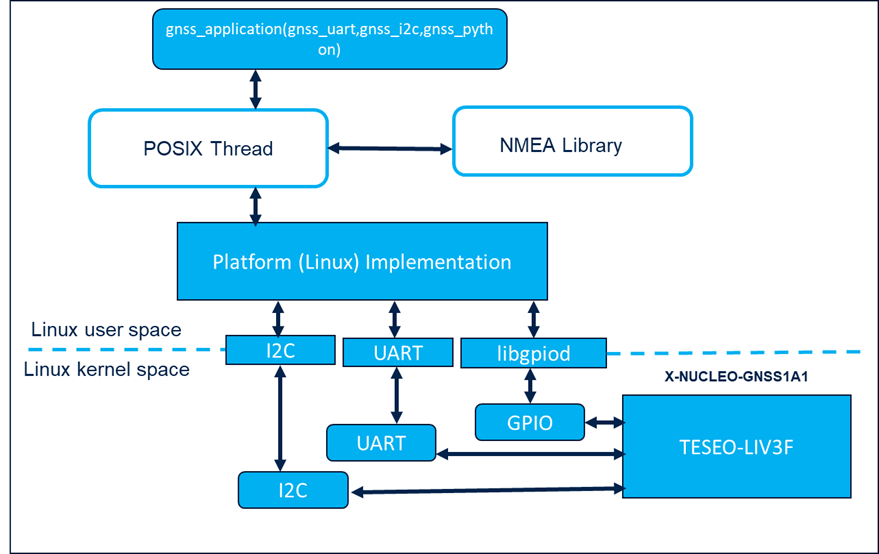 gnss_application(gnss_uart,gnss_i2c,gnss_pyth
on)
POSIX Thread
NMEA Library
Platform (Linux) Implementation
Linux user space
I2C
UART
libgpiod
Linux kernel space
X-NUCLEO-GNSS1A1
GPIO
UART
TESEO-LIV3F
I2C